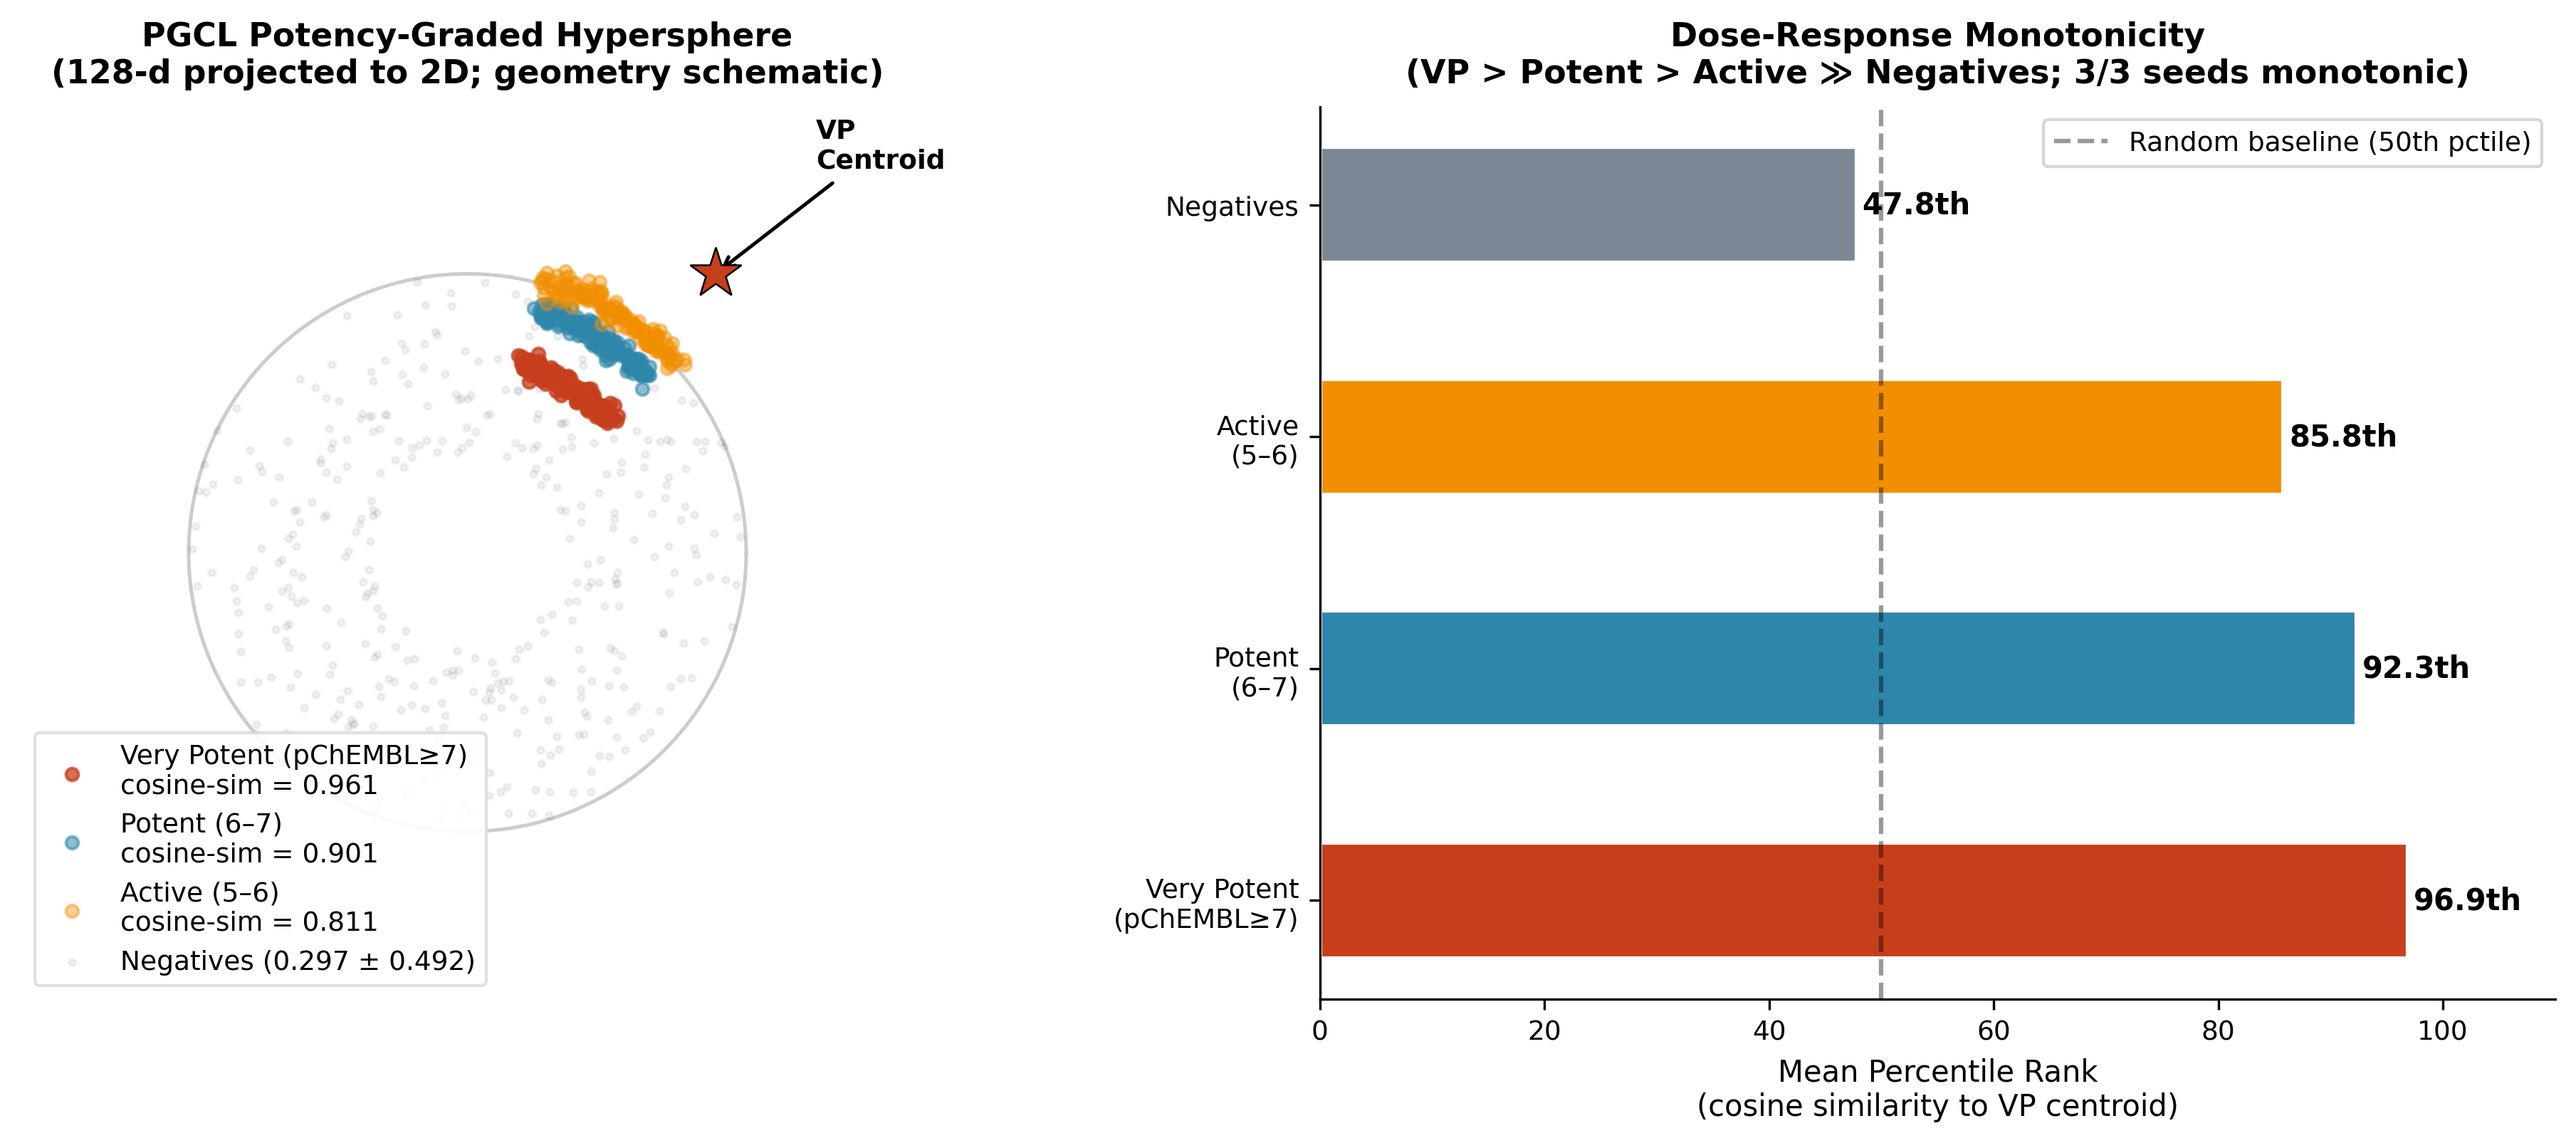 PGCL Potency-Graded Hypersphere
(128-d projected to 2D; geometry schematic)
VP
Centroid
Very Potent (pChEMBL≥7)
cosine-sim = 0.961
Potent (6–7)
cosine-sim = 0.901
Active (5–6)
cosine-sim = 0.811
Negatives (0.297 ± 0.492)
Dose-Response Monotonicity
(VP > Potent > Active ≫ Negatives; 3/3 seeds monotonic)
Random baseline (50th pctile)
Negatives
47.8th
Active
(5–6)
85.8th
Potent
(6–7)
92.3th
Very Potent
(pChEMBL≥7)
96.9th
0 20 40 60 80 100
Mean Percentile Rank
(cosine similarity to VP centroid)